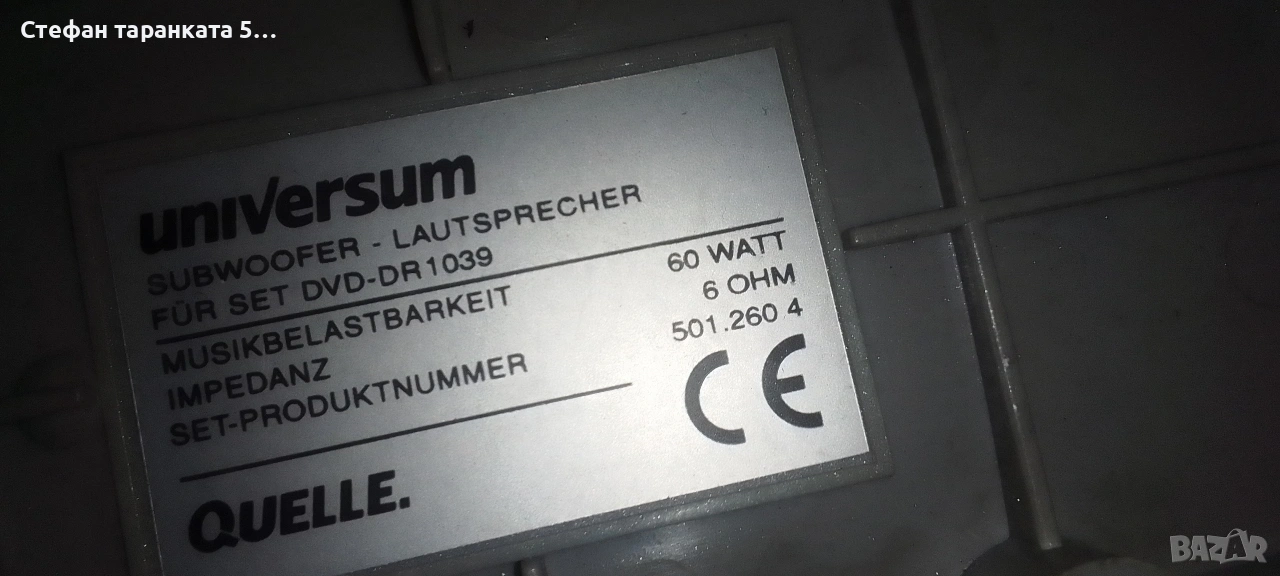 Стефан таранката 5...
universum
SUBWOOFER - LAUTSPRECHER
FÜR SET DVD-DR1039
MUSIKBELASTBARKEIT 60 WATT
IMPEDANZ 6 OHM
SET-PRODUKTNUMMER 501.260 4
CE
QUELLE.
BAZAR